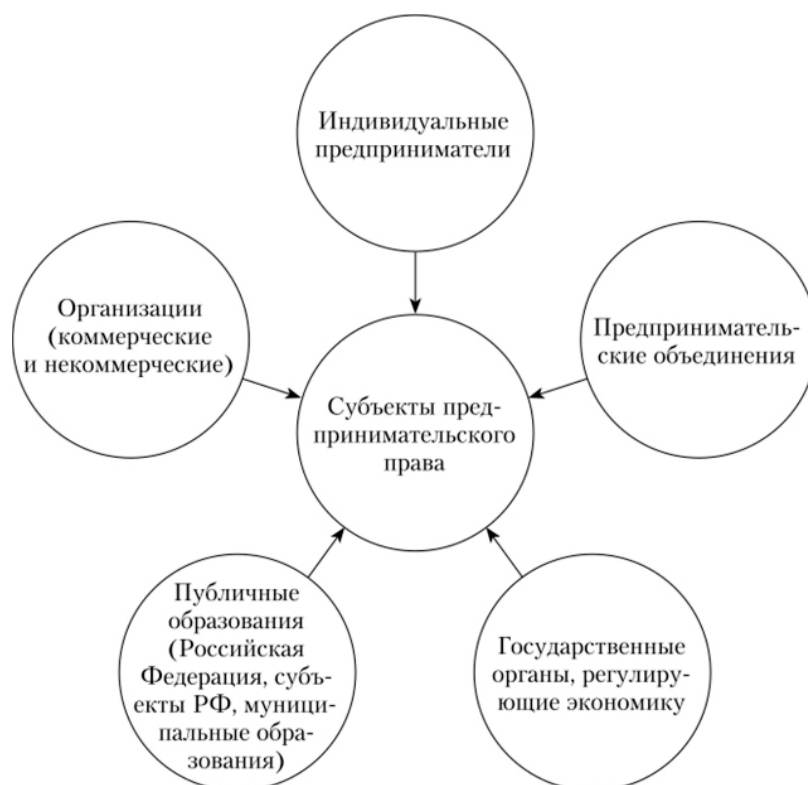 Индивидуальные
предприниматели
Организации
(коммерческие
и некоммерческие)
Предприниматель-
ские объединения
Субъекты пред-
принимательского
права
Публичные
образования
(Российская
Федерация, субъ-
екты РФ, муници-
пальные обра-
зования)
Государственные
органы, регулиру-
ющие экономику